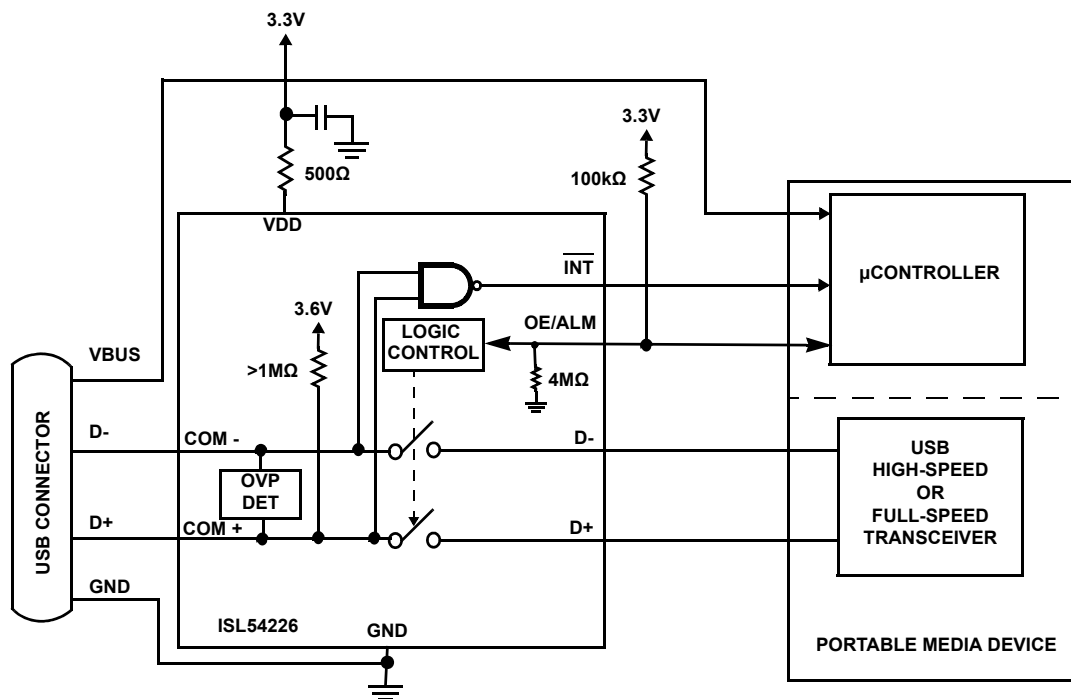 3.3V
500Ω
VDD
3.3V
100kΩ
INT
µCONTROLLER
3.6V
LOGIC
CONTROL
OE/ALM
>1MΩ
4MΩ
VBUS
D-
COM -
D-
OVP
DET
D+
COM +
D+
GND
USB CONNECTOR
USB
HIGH-SPEED
OR
FULL-SPEED
TRANSCEIVER
ISL54226
GND
PORTABLE MEDIA DEVICE